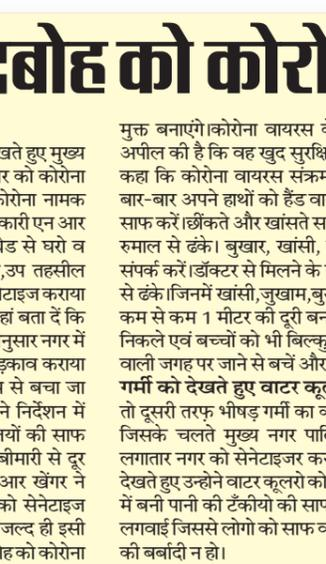 दबोह को कोरो
खते हुए मुख्य
र को कोरोना
कोरोना नामक
कारी एन आर
पेड से घरो व
,उप तहसील
टाइज कराया
हां बता दें कि
नुसार नगर में
ड़काव कराया
से बचा जा
ने निर्देशन में
लयों की साफ
बीमारी से दूर
आर खेंगर ने
को सेनेटाइज
जल्द ही इसी
ोह को कोरोना
मुक्त बनाएंगे।कोरोना वायरस
अपील की है कि वह खुद सुरक्षि
कहा कि कोरोना वायरस संक्रम
बार-बार अपने हाथों को हैंड वा
साफ करें।छींकते और खांसते स
रुमाल से ढंके। बुखार, खांसी,
संपर्क करें।डॉक्टर से मिलने के
से ढंके।जिनमें खांसी,जुखाम,बु
कम से कम 1 मीटर की दूरी बन
निकले एवं बच्चों को भी बिल्कु
वाली जगह पर जाने से बचें और
गर्मी को देखते हुए वाटर कूल
तो दूसरी तरफ भीषड़ गर्मी का व
जिसके चलते मुख्य नगर पालि
लगातार नगर को सेनेटाइजर क
देखते हुए उन्होने वाटर कूलरो को
में बनी पानी की टँकीयो की साप
लगवाई जिससे लोगो को साफ व
की बर्बादी न हो।